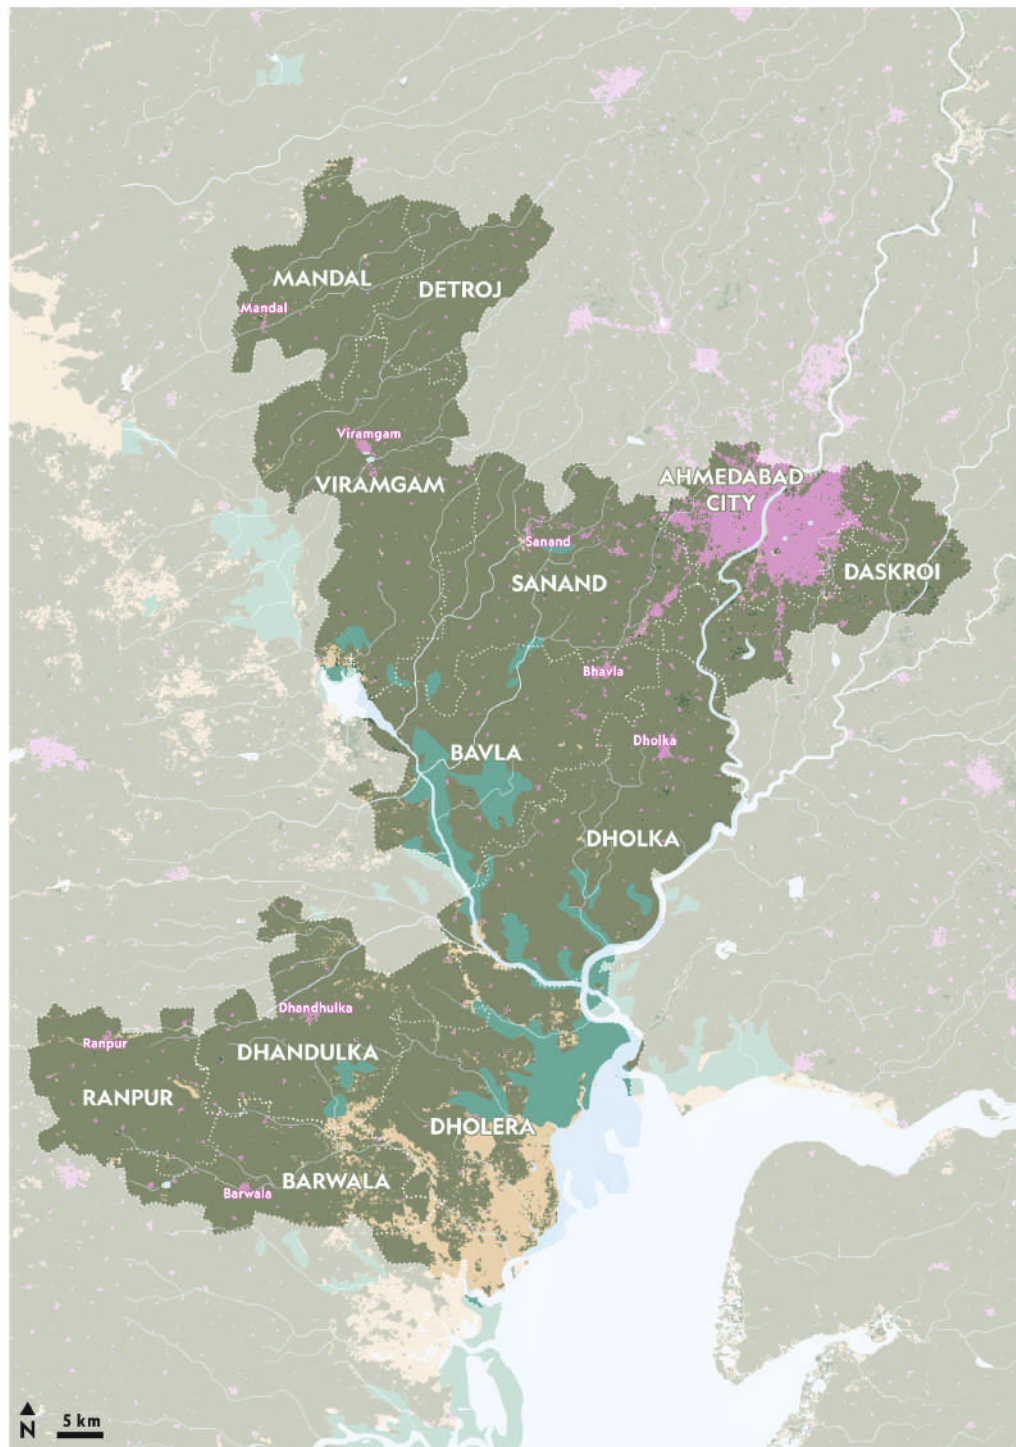 MANDAL
DETROJ
Mandal
Viramgam
VIRAMGAM
AHMEDABAD
CITY
Sanand
SANAND
DASKROI
Bhavla
Dholka
BAVLA
DHOLKA
Dhandhulka
Ranpur
DHANDULKA
RANPUR
DHOLERA
BARWALA
Barwala
N
5 km